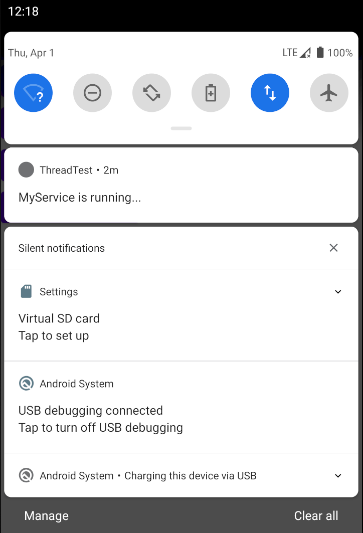 12:18
Thu, Apr 1 LTE 100%
?
ThreadTest • 2m
MyService is running...
Silent notifications
Settings
Virtual SD card
Tap to set up
Android System
USB debugging connected
Tap to turn off USB debugging
Android System • Charging this device via USB
Manage Clear all